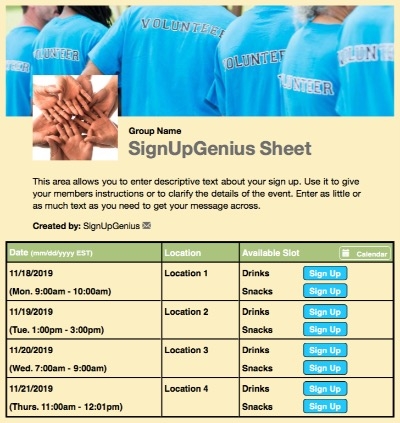 VOLUNTEER VOLUNTEER VOLUNTEER VOLUNTEER VOLUNTEER VOLUNTEER
Group Name
SignUpGenius Sheet
This area allows you to enter descriptive text about your sign up. Use it to give
your members instructions or to clarify the details of the event. Enter as little or
as much text as you need to get your message across.
Created by: SignUpGenius
Date (mm/dd/yyyy EST) Location Available Slot Calendar
11/18/2019 Location 1 Drinks Sign Up
(Mon. 9:00am - 10:00am) Snacks Sign Up
11/19/2019 Location 2 Drinks Sign Up
(Tue. 1:00pm - 3:00pm) Snacks Sign Up
11/20/2019 Location 3 Drinks Sign Up
(Wed. 7:00am - 9:00am) Snacks Sign Up
11/21/2019 Location 4 Drinks Sign Up
(Thurs. 11:00am - 12:01pm) Snacks Sign Up